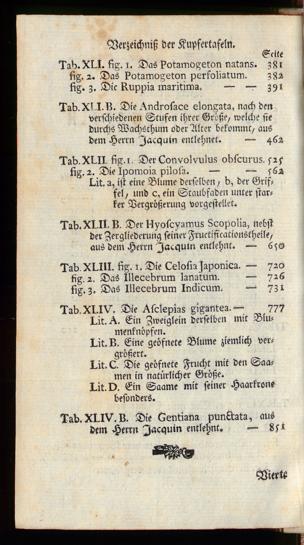 Verzeichniß der Kupfertafeln.
Seite
Tab. XLI. fig. 1. Das Potamogeton natans. 381
fig. 2. Das Potamogeton perfoliatum. 382
fig. 3. Die Ruppia maritima. — — 391
Tab. XLI. B. Die Androsace elongata, nach den
verschiedenen Stufen ihrer Größe, welche sie
durchs Wachsthum oder Alter bekommt, aus
dem Herrn Jacquin entlehnet. — 462
Tab. XLII. fig. 1. Der Convolvulus obscurus. 525
fig. 2. Die Ipomoia pilosa. — — 562
Lit. a, ist eine Blume derselben, b, der Grif-
fel, und c, ein Staubfaden unter star-
ker Vergrößerung vorgestellet.
Tab. XLII. B. Der Hyoscyamus Scopolia, nebst
der Zergliederung seiner Fructificationstheile,
aus dem Herrn Jacquin entlehnt. — 650
Tab. XLIII. fig. 1. Die Celosia Japonica. — 720
fig. 2. Das Illecebrum lanatum. — 726
fig. 3. Das Illecebrum Indicum. — 731
Tab. XLIV. Die Asclepias gigantea. — 777
Lit. A. Ein Zweiglein derselben mit Blu-
menknöpfen.
Lit. B. Eine geöfnete Blume ziemlich ver-
größert.
Lit. C. Die geöfnete Frucht mit den Saa-
men in natürlicher Größe.
Lit. D. Ein Saame mit seiner Haarkrone
besonders.
Tab. XLIV. B. Die Gentiana punctata, aus
dem Herrn Jacquin entlehnt. — 851
Vierte